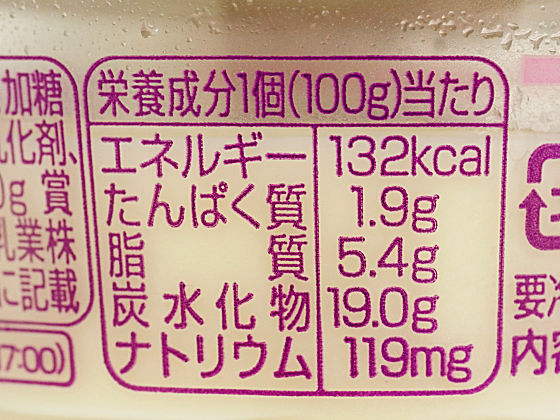 加糖
乳化剤、
0g 賞
乳業株
に記載
17:00)
栄養成分1個(100g)当たり
エネルギー 132kcal
たんぱく質 1.9g
脂質 5.4g
炭水化物 19.0g
ナトリウム 119mg
要冷
内容